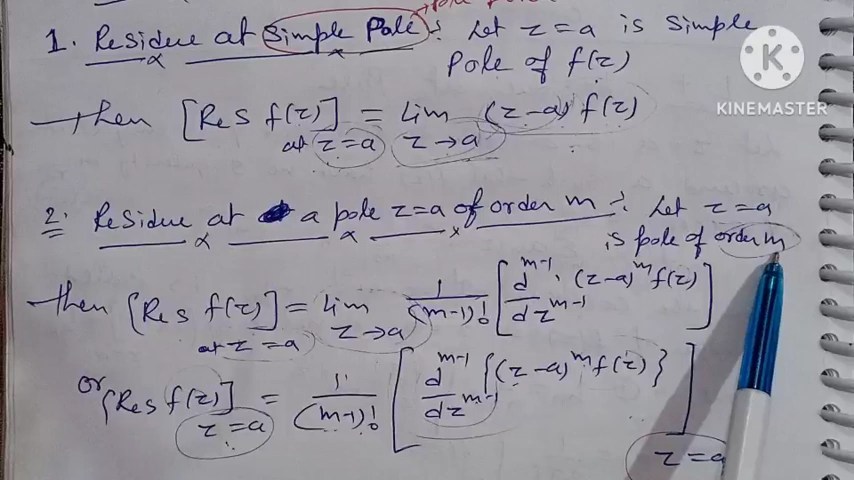 1. Residue at Simple Pole : Let z = a is Simple
Pole of f(z)
KINEMASTER
then [Res f(z)] = lim (z-a) f(z)
at z=a z→a
2. Residue at a pole z=a of order m : Let z = a
is pole of order m
then [Res f(z)] = lim 1/(m-1)! [d^m-1/dz^m-1 · (z-a)^m f(z)]
at z=a z→a
or [Res f(z)] = 1/(m-1)! [d^m-1/dz^m-1 {(z-a)^m f(z)}]
z=a z=a